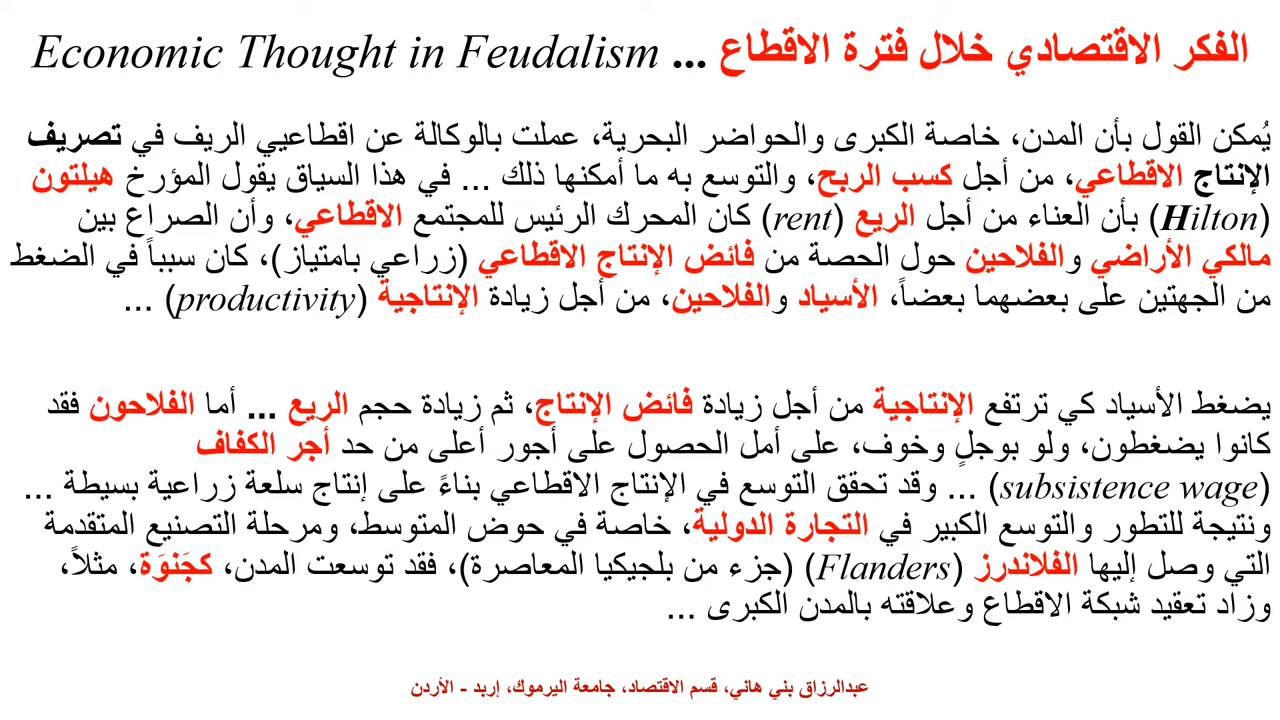 الفكر الاقتصادي خلال فترة الاقطاع ... Economic Thought in Feudalism
يُمكن القول بأن المدن، خاصة الكبرى والحواضر البحرية، عملت بالوكالة عن اقطاعيي الريف في تصريف
الإنتاج الاقطاعي، من أجل كسب الربح، والتوسع به ما أمكنها ذلك ... في هذا السياق يقول المؤرخ هيلتون
(Hilton) بأن العناء من أجل الريع (rent) كان المحرك الرئيس للمجتمع الاقطاعي، وأن الصراع بين
مالكي الأراضي والفلاحين حول الحصة من فائض الإنتاج الاقطاعي (زراعي بامتياز)، كان سبباً في الضغط
من الجهتين على بعضهما بعضاً، الأسياد والفلاحين، من أجل زيادة الإنتاجية (productivity) ...
يضغط الأسياد كي ترتفع الإنتاجية من أجل زيادة فائض الإنتاج، ثم زيادة حجم الريع ... أما الفلاحون فقد
كانوا يضغطون، ولو بوجلٍ وخوف، على أمل الحصول على أجور أعلى من حد أجر الكفاف
(subsistence wage) ... وقد تحقق التوسع في الإنتاج الاقطاعي بناءً على إنتاج سلعة زراعية بسيطة ...
ونتيجة للتطور والتوسع الكبير في التجارة الدولية، خاصة في حوض المتوسط، ومرحلة التصنيع المتقدمة
التي وصل إليها الفلاندرز (Flanders) (جزء من بلجيكيا المعاصرة)، فقد توسعت المدن، كجَنوَة، مثلاً،
وزاد تعقيد شبكة الاقطاع وعلاقته بالمدن الكبرى ...
عبدالرزاق بني هاني، قسم الاقتصاد، جامعة اليرموك، إربد - الأردن